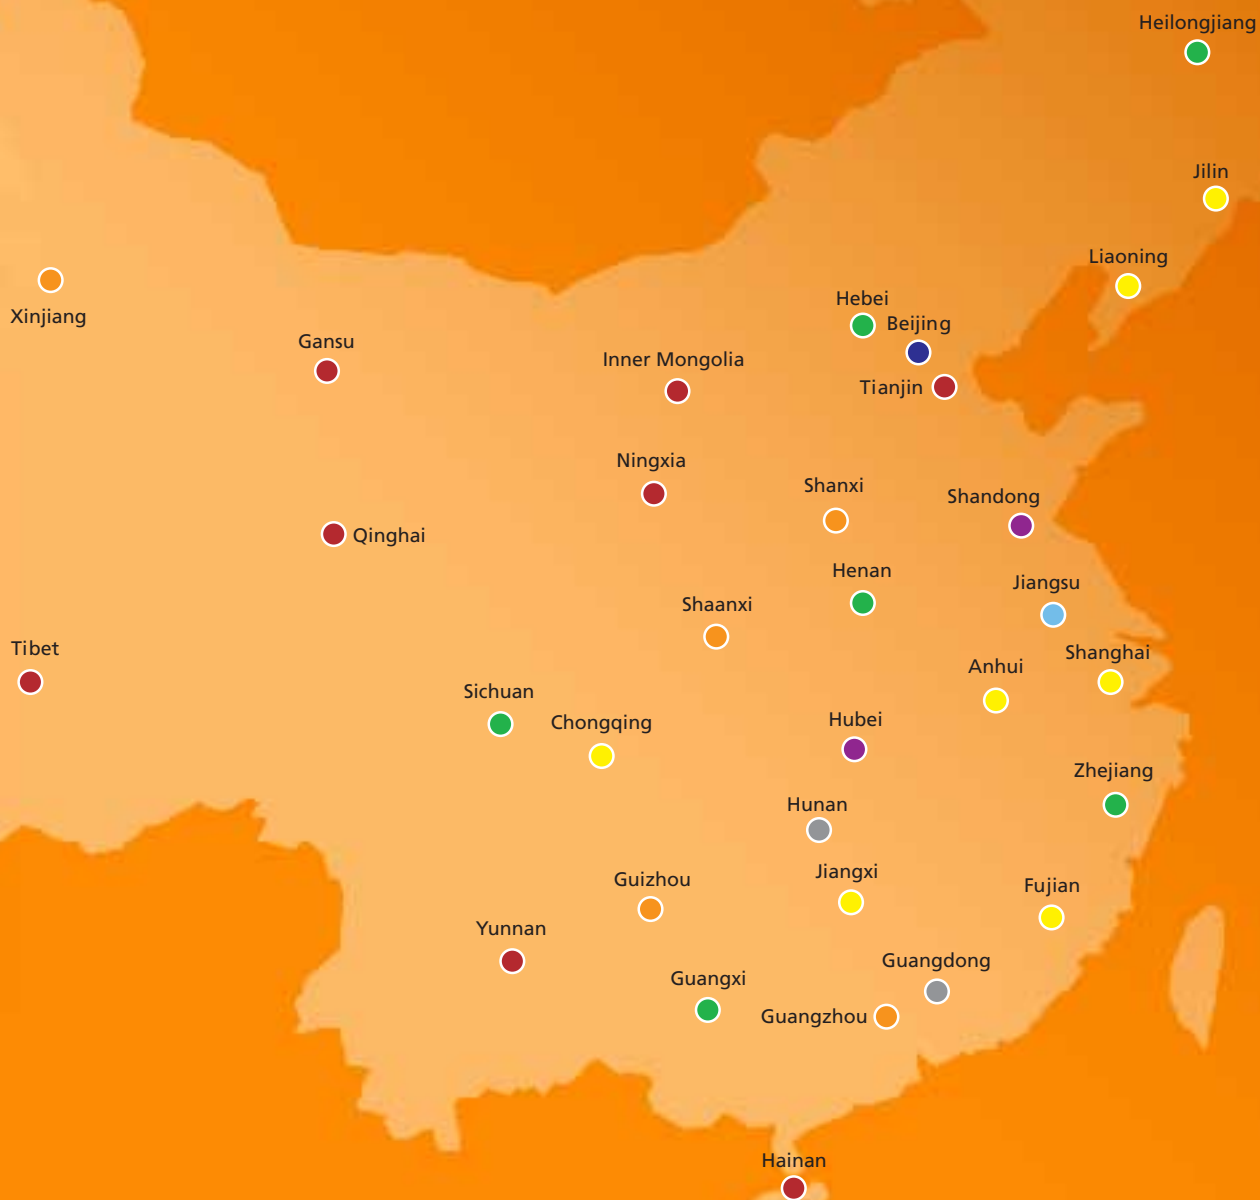 Heilongjiang
Jilin
Liaoning
Hebei
Xinjiang
Beijing
Gansu
Inner Mongolia
Tianjin
Ningxia
Shanxi
Shandong
Qinghai
Henan
Jiangsu
Shaanxi
Tibet
Shanghai
Anhui
Sichuan
Chongqing
Hubei
Zhejiang
Hunan
Jiangxi
Guizhou
Fujian
Yunnan
Guangdong
Guangxi
Guangzhou
Hainan